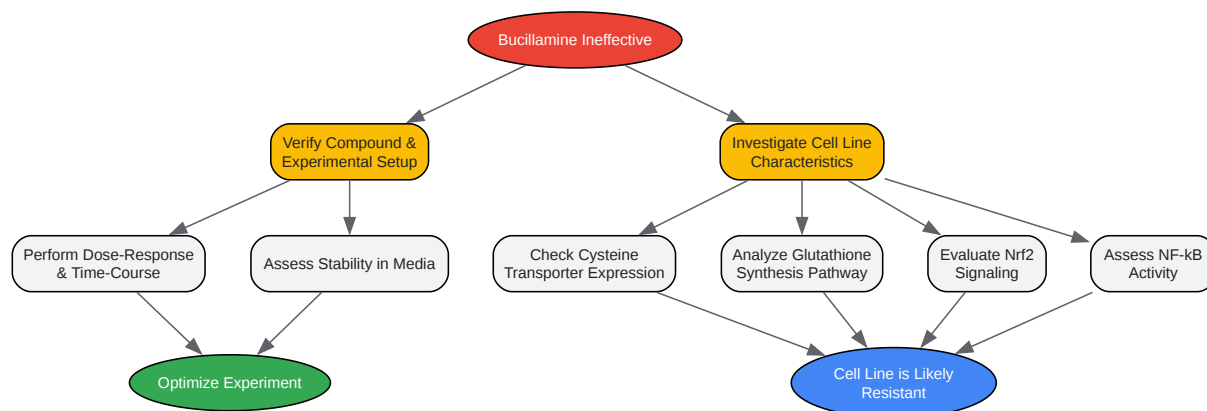 Bucillamine Ineffective
Verify Compound &
Experimental Setup
Investigate Cell Line
Characteristics
Perform Dose-Response
& Time-Course
Assess Stability in Media
Check Cysteine
Transporter Expression
Analyze Glutathione
Synthesis Pathway
Evaluate Nrf2
Signaling
Assess NF-kB
Activity
Optimize Experiment
Cell Line is Likely
Resistant